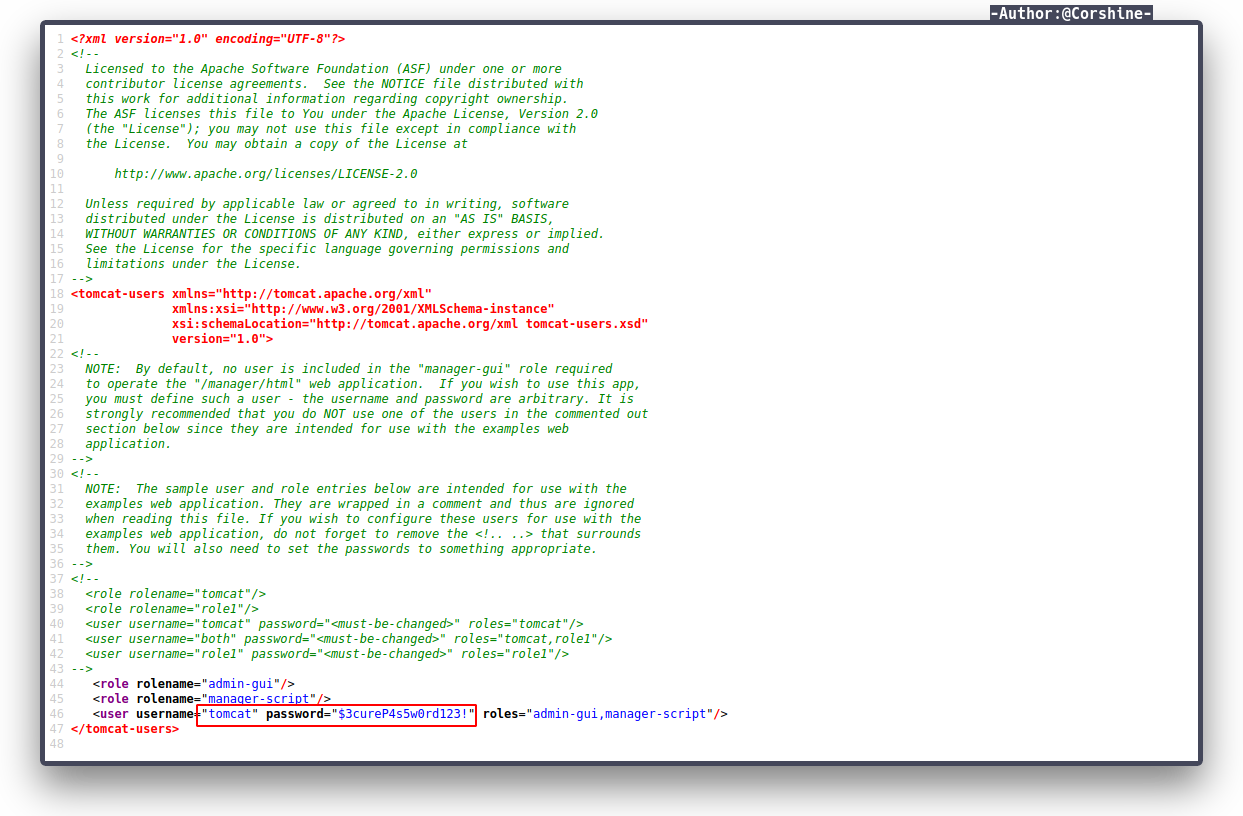 -Author:@Corshine-
1 <?xml version="1.0" encoding="UTF-8"?>
2 <!--
3   Licensed to the Apache Software Foundation (ASF) under one or more
4   contributor license agreements.  See the NOTICE file distributed with
5   this work for additional information regarding copyright ownership.
6   The ASF licenses this file to You under the Apache License, Version 2.0
7   (the "License"); you may not use this file except in compliance with
8   the License.  You may obtain a copy of the License at
9
10       http://www.apache.org/licenses/LICENSE-2.0
11
12   Unless required by applicable law or agreed to in writing, software
13   distributed under the License is distributed on an "AS IS" BASIS,
14   WITHOUT WARRANTIES OR CONDITIONS OF ANY KIND, either express or implied.
15   See the License for the specific language governing permissions and
16   limitations under the License.
17 -->
18 <tomcat-users xmlns="http://tomcat.apache.org/xml"
19               xmlns:xsi="http://www.w3.org/2001/XMLSchema-instance"
20               xsi:schemaLocation="http://tomcat.apache.org/xml tomcat-users.xsd"
21               version="1.0">
22 <!--
23   NOTE:  By default, no user is included in the "manager-gui" role required
24   to operate the "/manager/html" web application.  If you wish to use this app,
25   you must define such a user - the username and password are arbitrary. It is
26   strongly recommended that you do NOT use one of the users in the commented out
27   section below since they are intended for use with the examples web
28   application.
29 -->
30 <!--
31   NOTE:  The sample user and role entries below are intended for use with the
32   examples web application. They are wrapped in a comment and thus are ignored
33   when reading this file. If you wish to configure these users for use with the
34   examples web application, do not forget to remove the <!.. ..> that surrounds
35   them. You will also need to set the passwords to something appropriate.
36 -->
37 <!--
38   <role rolename="tomcat"/>
39   <role rolename="role1"/>
40   <user username="tomcat" password="<must-be-changed>" roles="tomcat"/>
41   <user username="both" password="<must-be-changed>" roles="tomcat,role1"/>
42   <user username="role1" password="<must-be-changed>" roles="role1"/>
43 -->
44    <role rolename="admin-gui"/>
45    <role rolename="manager-script"/>
46    <user username="tomcat" password="$3cureP4s5w0rd123!" roles="admin-gui,manager-script"/>
47 </tomcat-users>
48